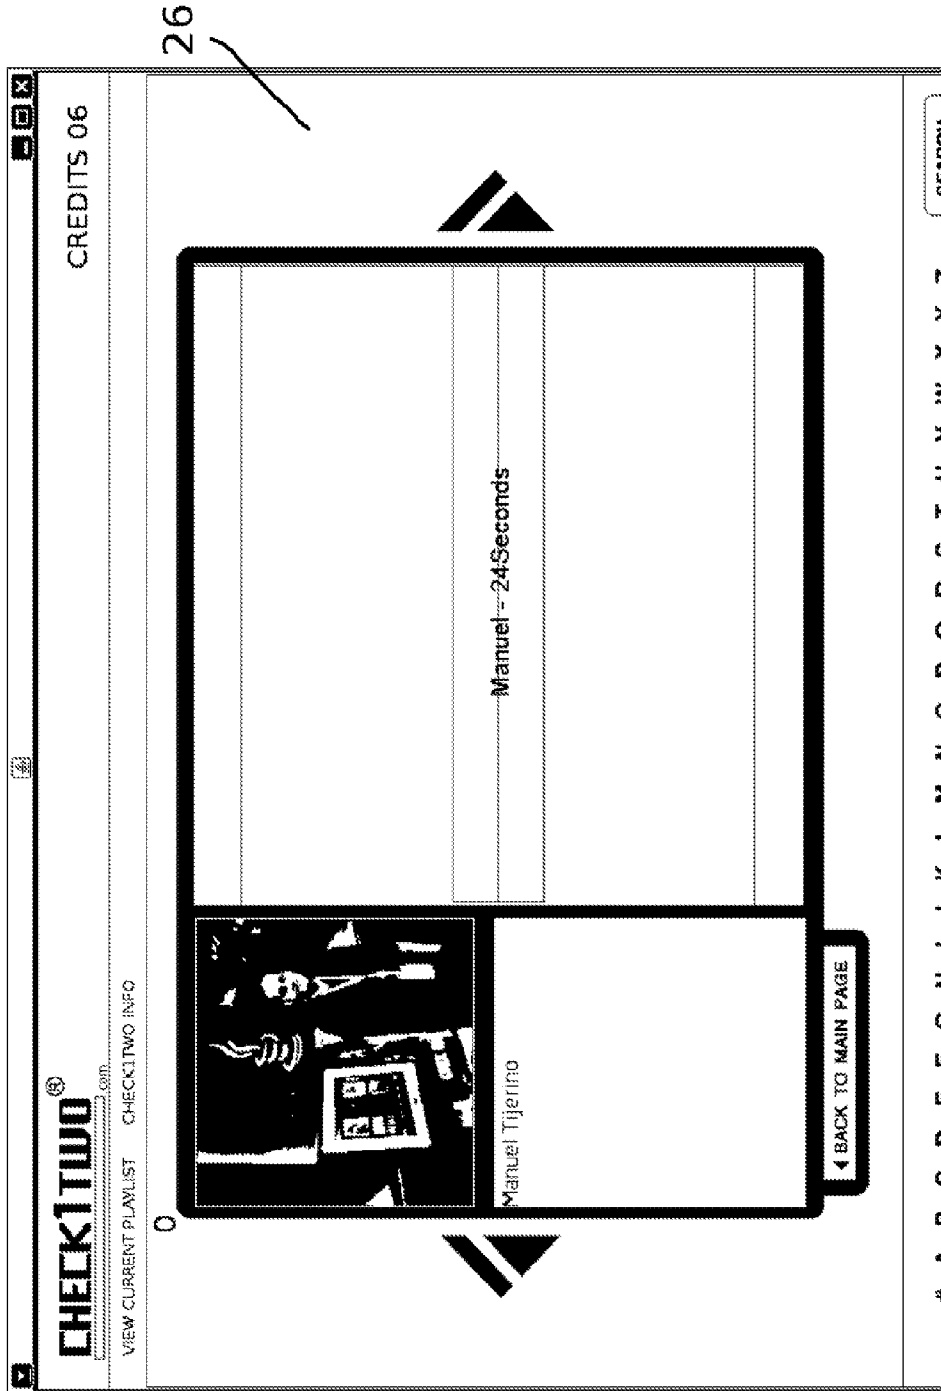 26
CHECK1TWO®
.com
CREDITS 06
VIEW CURRENT PLAYLIST CHECK1TWO INFO
0
Manuel Tijerino
Manuel - 24Seconds
BACK TO MAIN PAGE